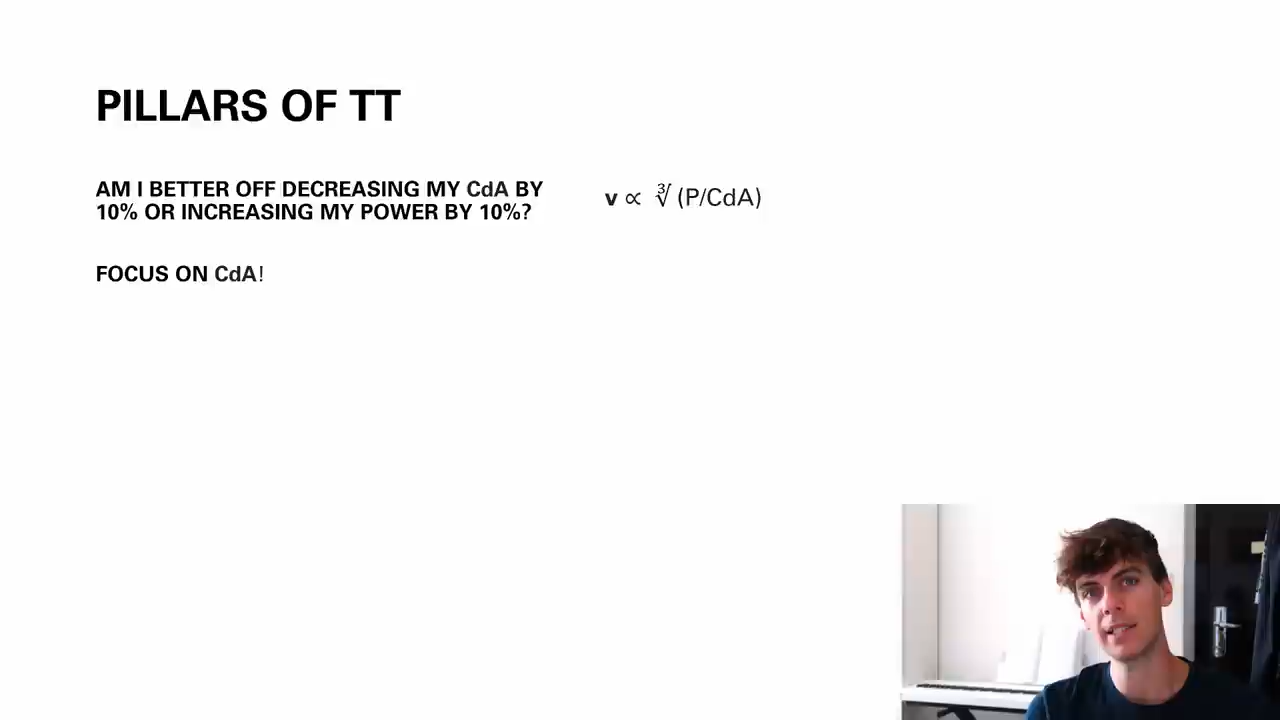 PILLARS OF TT
AM I BETTER OFF DECREASING MY CdA BY
10% OR INCREASING MY POWER BY 10%?
v ∝ ∛(P/CdA)
FOCUS ON CdA!